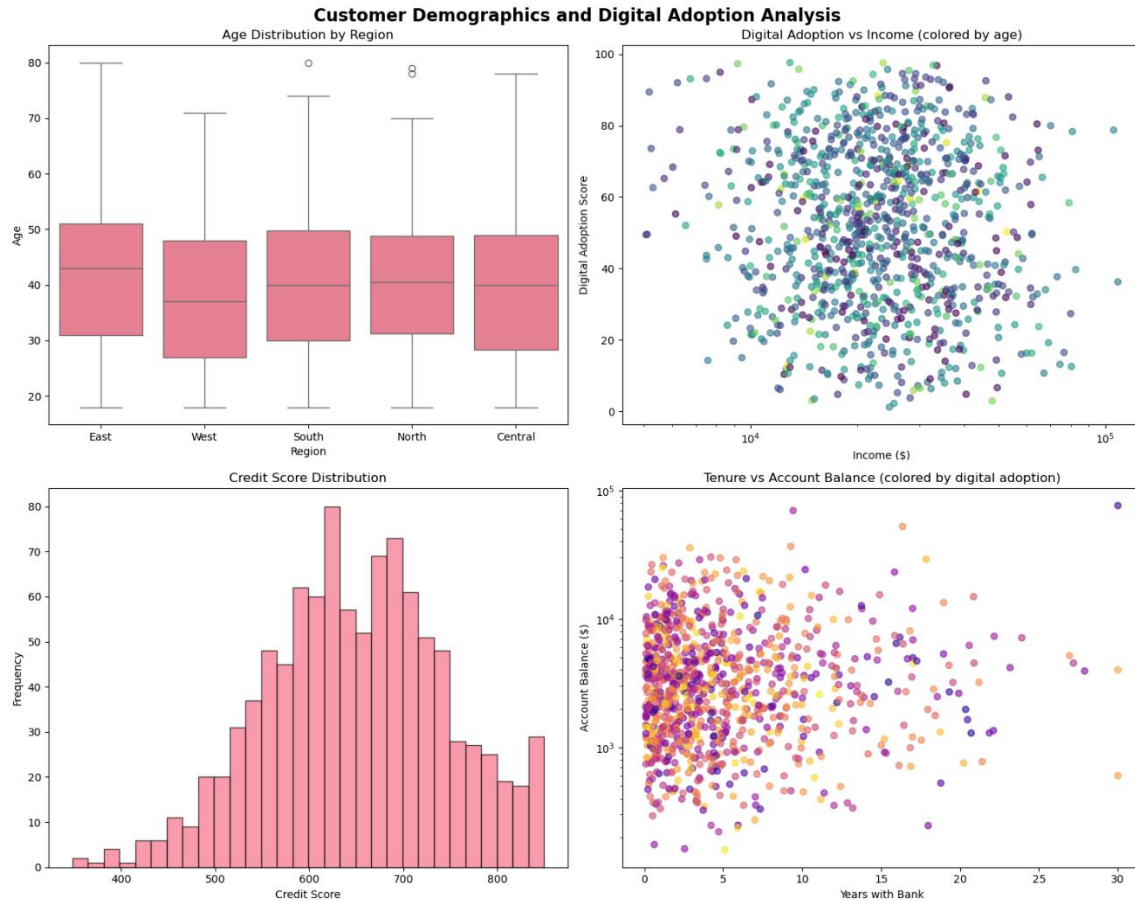 Customer Demographics and Digital Adoption Analysis
Age Distribution by Region
Age
80
70
60
50
40
30
20
East West South North Central
Region
Digital Adoption vs Income (colored by age)
Digital Adoption Score
100
80
60
40
20
0
10⁴ 10⁵
Income ($)
Credit Score Distribution
Frequency
80
70
60
50
40
30
20
10
0
400 500 600 700 800
Credit Score
Tenure vs Account Balance (colored by digital adoption)
Account Balance ($)
10⁵
10⁴
10³
0 5 10 15 20 25 30
Years with Bank